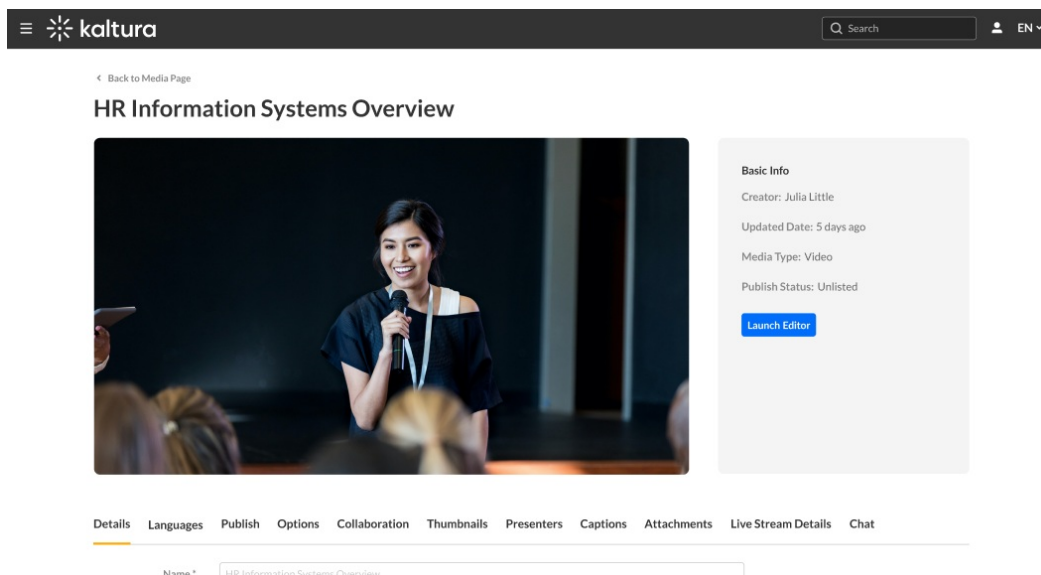 kaltura
Search
EN
Back to Media Page
HR Information Systems Overview
Basic Info
Creator: Julia Little
Updated Date: 5 days ago
Media Type: Video
Publish Status: Unlisted
Launch Editor
Details Languages Publish Options Collaboration Thumbnails Presenters Captions Attachments Live Stream Details Chat
Name * HR Information Systems Overview